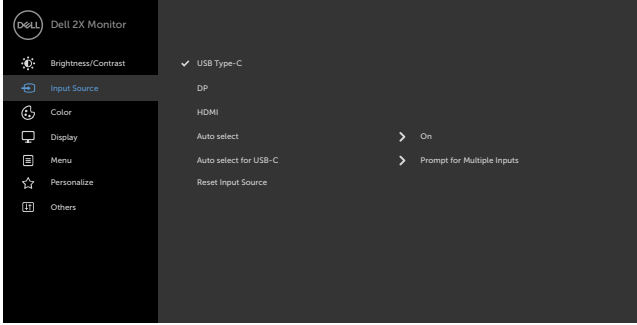 DELL Dell 2X Monitor
Brightness/Contrast ✓ USB Type-C
Input Source DP
Color HDMI
Display Auto select > On
Menu Auto select for USB-C > Prompt for Multiple Inputs
Personalize Reset Input Source
Others